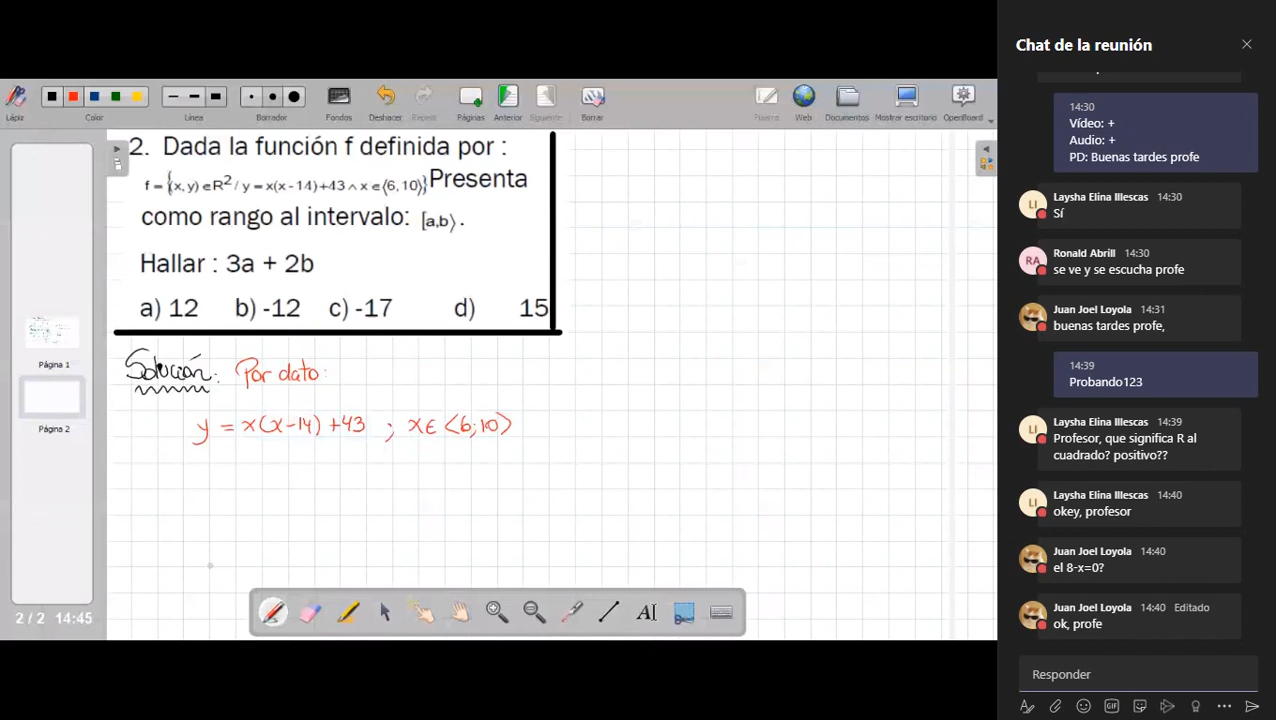 Lápiz
Color
Línea
Borrador
Fondos
Deshacer
Repetir
Páginas
Anterior
Siguiente
Borrar
Pizarra
Web
Documentos
Mostrar escritorio
OpenBoard
2. Dada la función f definida por :
f = {(x, y) ∈R² / y = x(x - 14) + 43 ∧ x ∈⟨6, 10⟩} Presenta
como rango al intervalo: [a,b⟩ .
Hallar : 3a + 2b
a) 12 b) -12 c) -17 d) 15
Solución: Por dato:
y = x(x-14) +43 ; x∈ <6;10>
Página 1
Página 2
2 / 2 14:45
Chat de la reunión
14:30
Vídeo: +
Audio: +
PD: Buenas tardes profe
LI Laysha Elina Illescas 14:30
Sí
RA Ronald Abrill 14:30
se ve y se escucha profe
Juan Joel Loyola 14:31
buenas tardes profe,
14:39
Probando123
LI Laysha Elina Illescas 14:39
Profesor, que significa R al
cuadrado? positivo??
LI Laysha Elina Illescas 14:40
okey, profesor
Juan Joel Loyola 14:40
el 8-x=0?
Juan Joel Loyola 14:40 Editado
ok, profe
Responder
GIF